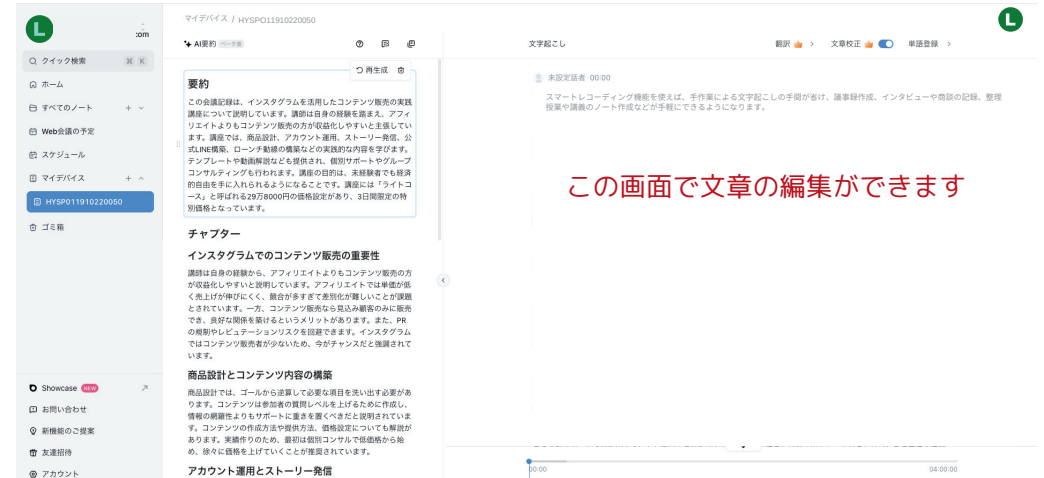 L
:om
クイック検索 ⌘ K
ホーム
すべてのノート
Web会議の予定
スケジュール
マイデバイス
HYSP011910220050
ゴミ箱
Showcase NEW
お問い合わせ
新機能のご提案
友達招待
アカウント
マイデバイス / HYSPO11910220050
L
AI要約 ベータ版
再生成
要約
この会議記録は、インスタグラムを活用したコンテンツ販売の実践
講座について説明しています。講師は自身の経験を踏まえ、アフィ
リエイトよりもコンテンツ販売の方が収益化しやすいと主張してい
ます。講座では、商品設計、アカウント運用、ストーリー発信、公
式LINE構築、ローンチ動線の構築などの実践的な内容を学びます。
テンプレートや動画解説なども提供され、個別サポートやグループ
コンサルティングも行われます。講座の目的は、未経験者でも経済
的自由を手に入れられるようになることです。講座には「ライトコ
ース」と呼ばれる29万8000円の価格設定があり、3日間限定の特
別価格となっています。
チャプター
インスタグラムでのコンテンツ販売の重要性
講師は自身の経験から、アフィリエイトよりもコンテンツ販売の方
が収益化しやすいと説明しています。アフィリエイトでは単価が低
く売上げが伸びにくく、競合が多すぎて差別化が難しいことが課題
とされています。一方、コンテンツ販売なら見込み顧客のみに販売
でき、良好な関係を築けるというメリットがあります。また、PR
の規制やレピュテーションリスクを回避できます。インスタグラム
ではコンテンツ販売者が少ないため、今がチャンスだと強調されて
います。
商品設計とコンテンツ内容の構築
商品設計では、ゴールから逆算して必要な項目を洗い出す必要があ
ります。コンテンツは参加者の質問レベルを上げるために作成し、
情報の網羅性よりもサポートに重きを置くべきだと説明されていま
す。コンテンツの作成方法や提供方法、価格設定についても解説が
あります。実績作りのため、最初は個別コンサルで低価格から始
め、徐々に価格を上げていくことが推奨されています。
アカウント運用とストーリー発信
文字起こし
翻訳 文章校正 単語登録
未設定話者 00:00
スマートレコーディング機能を使えば、手作業による文字起こしの手間が省け、議事録作成、インタビューや商談の記録、整理
授業や講義のノート作成などが手軽にできるようになります。
この画面で文章の編集ができます
00:00
04:00:00